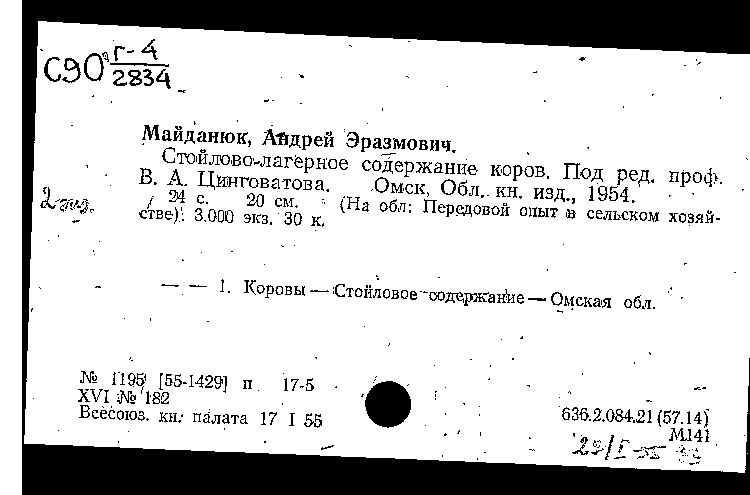 С90 Г-4
2834
Майданюк, Андрей Эразмович.
Стойлово-лагерное содержание коров. Под ред. проф.
В. А. Цинговатова. Омск, Обл. кн. изд., 1954.
24 с. 20 см. (На обл: Передовой опыт в сельском хозяй-
стве). 3.000 экз. 30 к.
2 экз.
— — 1. Коровы — Стойловое содержание — Омская обл.
№ 1195 [55-1429] п 17-5
XVI № 182
Всесоюз. кн. палата 17 I 55
636.2.084.21 (57.14)
М141